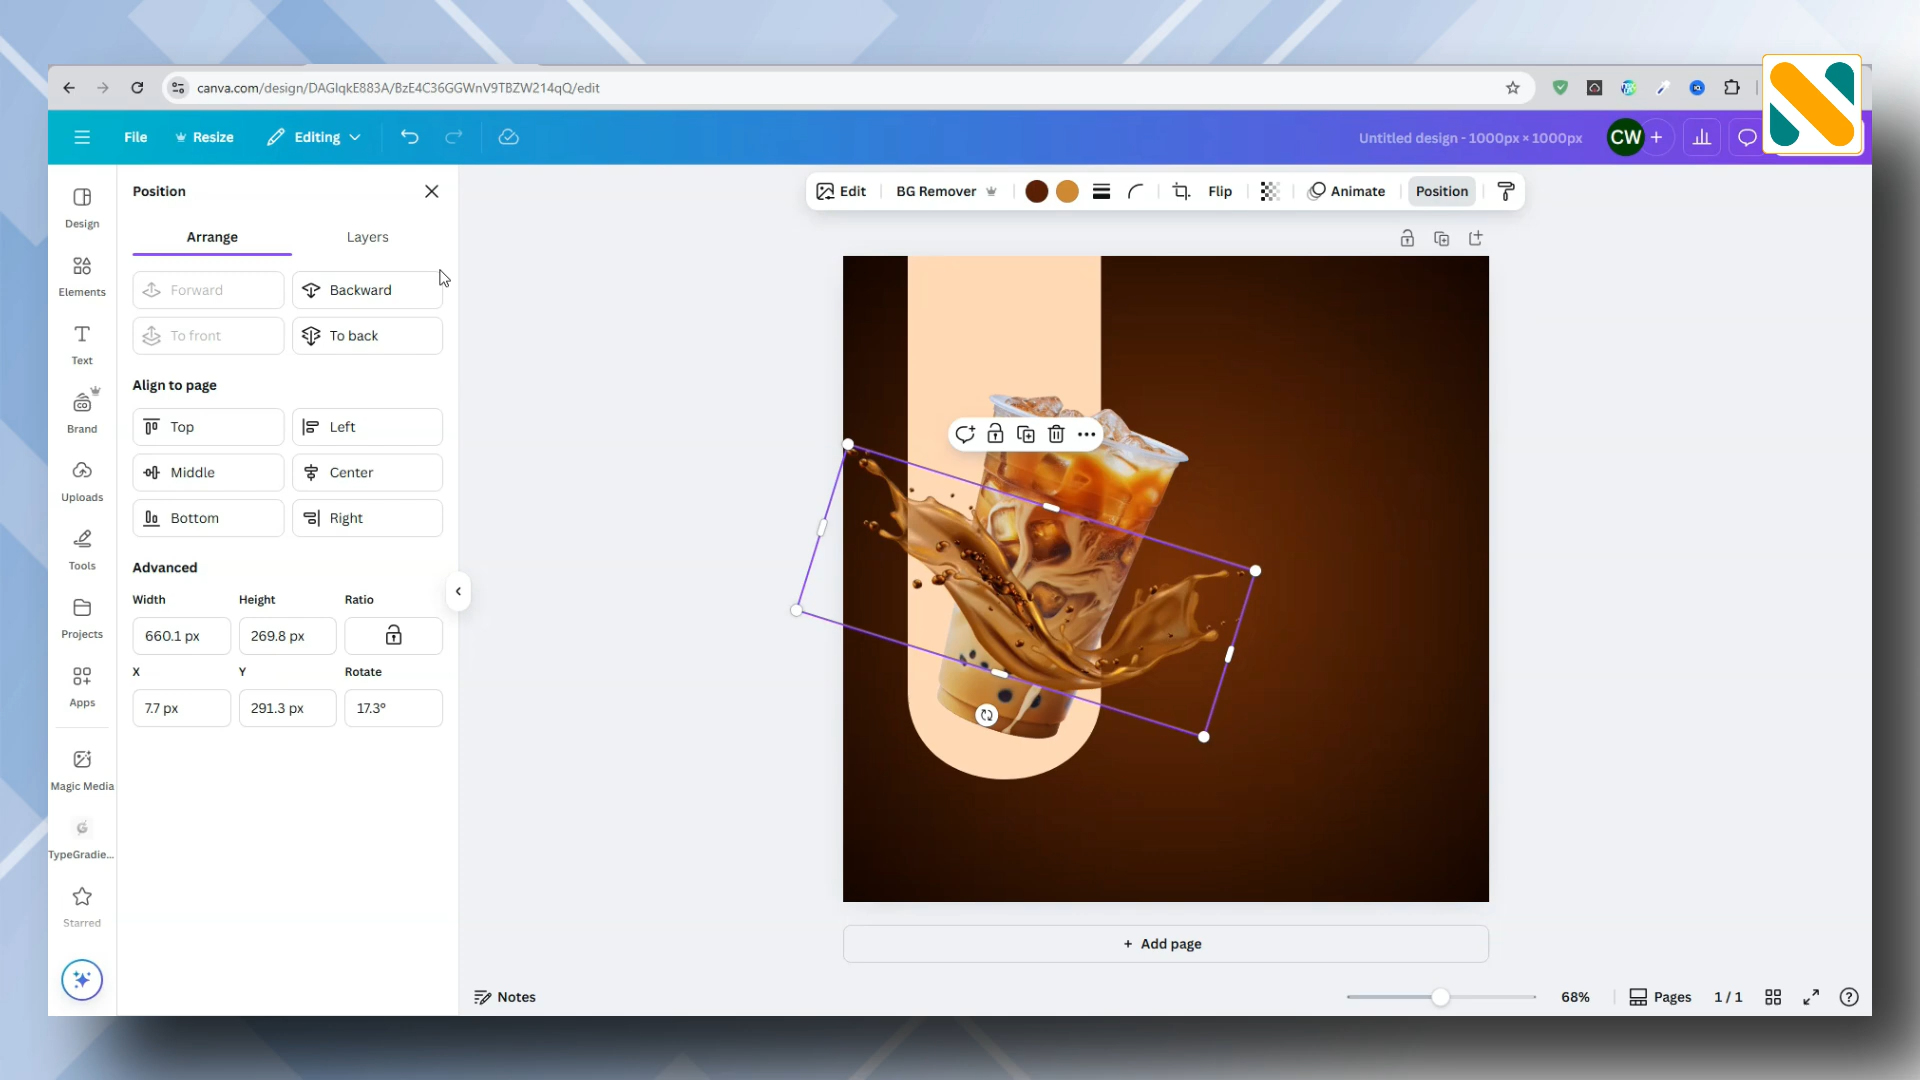 canva.com/design/DAGlqkE883A/BzE4C36GGWnV9TBZW214qQ/edit
File
Resize
Editing
Untitled design - 1000px × 1000px
CW
Design
Elements
Text
Brand
Uploads
Tools
Projects
Apps
Magic Media
TypeGradie...
Starred
Position
Arrange
Layers
Forward
Backward
To front
To back
Align to page
Top
Left
Middle
Center
Bottom
Right
Advanced
Width
Height
Ratio
660.1 px
269.8 px
X
Y
Rotate
7.7 px
291.3 px
17.3°
Edit
BG Remover
Flip
Animate
Position
+ Add page
Notes
68%
Pages
1 / 1